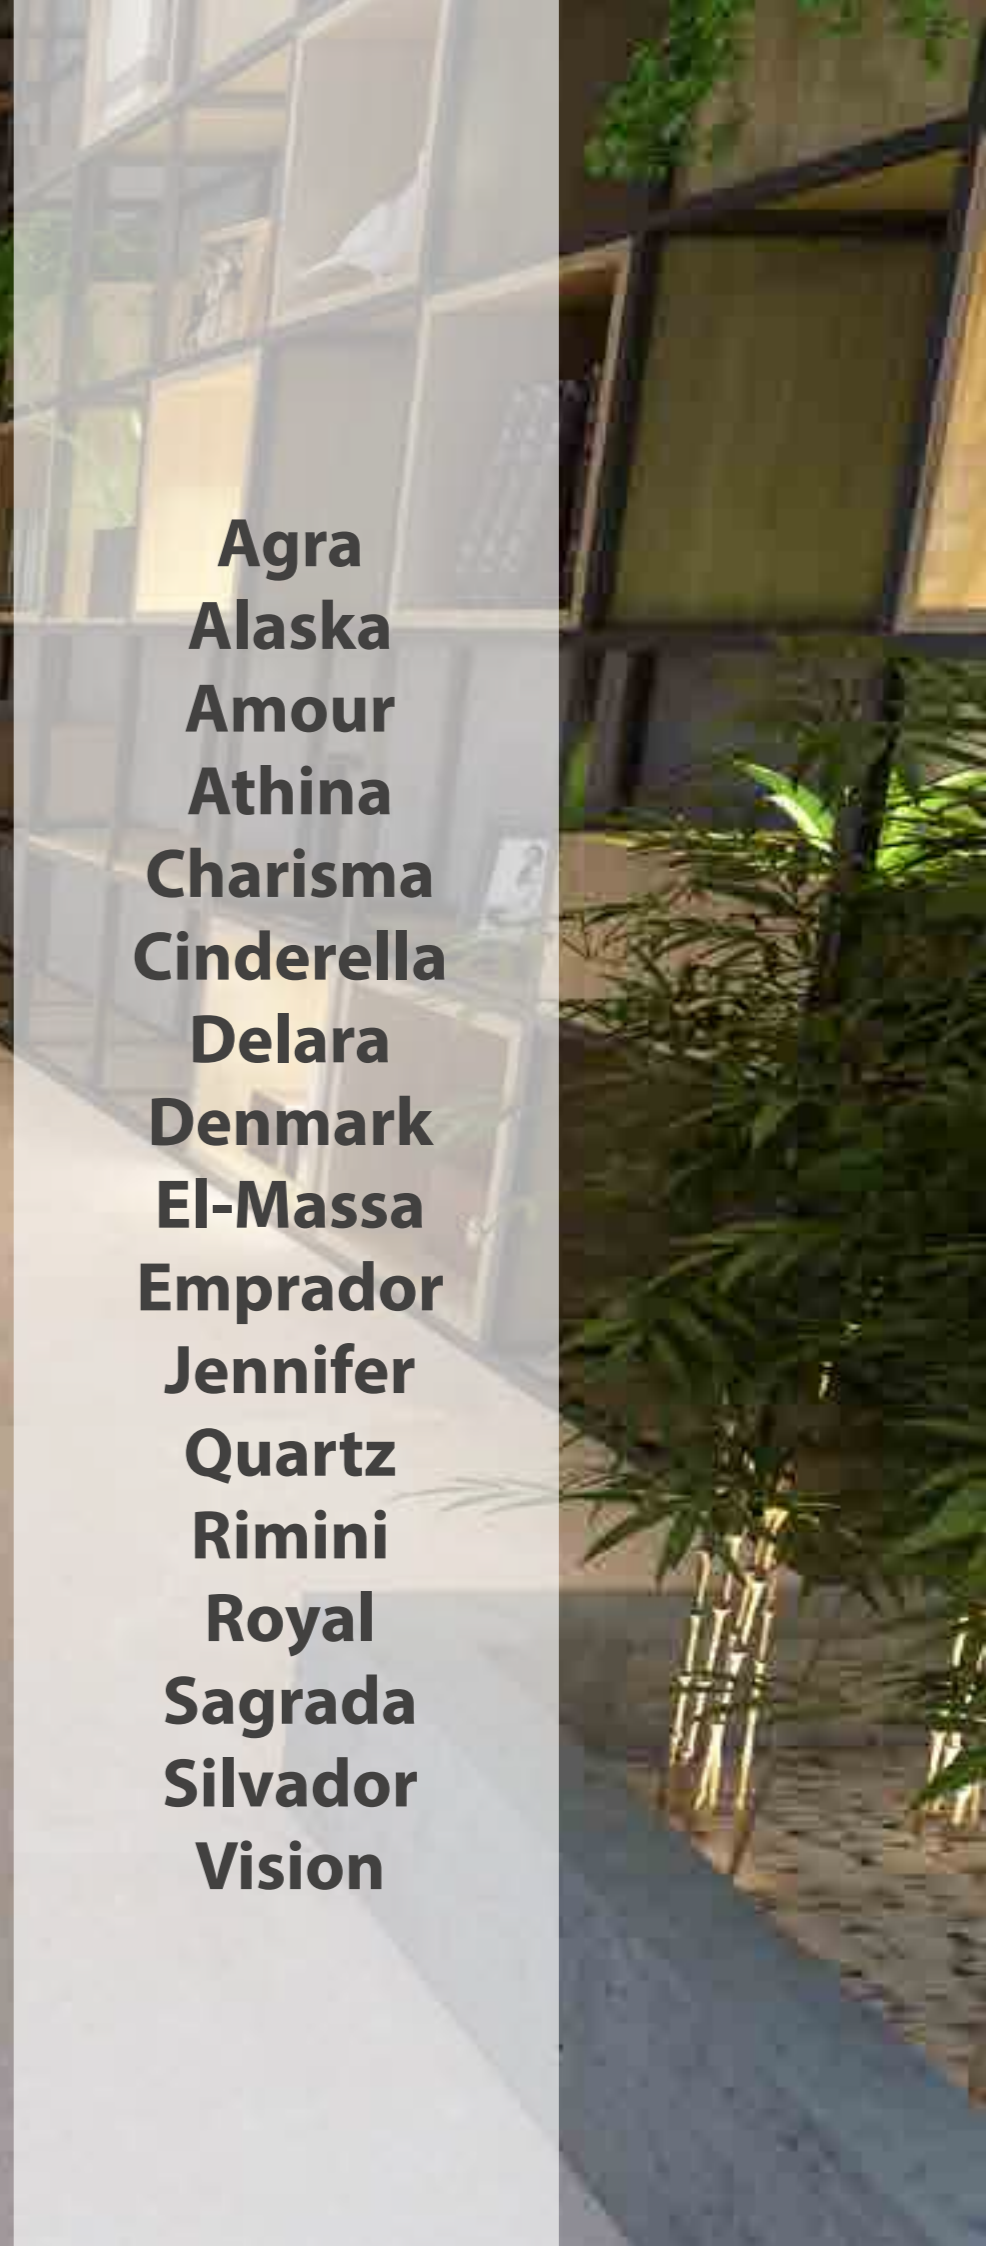 Agra
Alaska
Amour
Athina
Charisma
Cinderella
Delara
Denmark
El-Massa
Emprador
Jennifer
Quartz
Rimini
Royal
Sagrada
Silvador
Vision